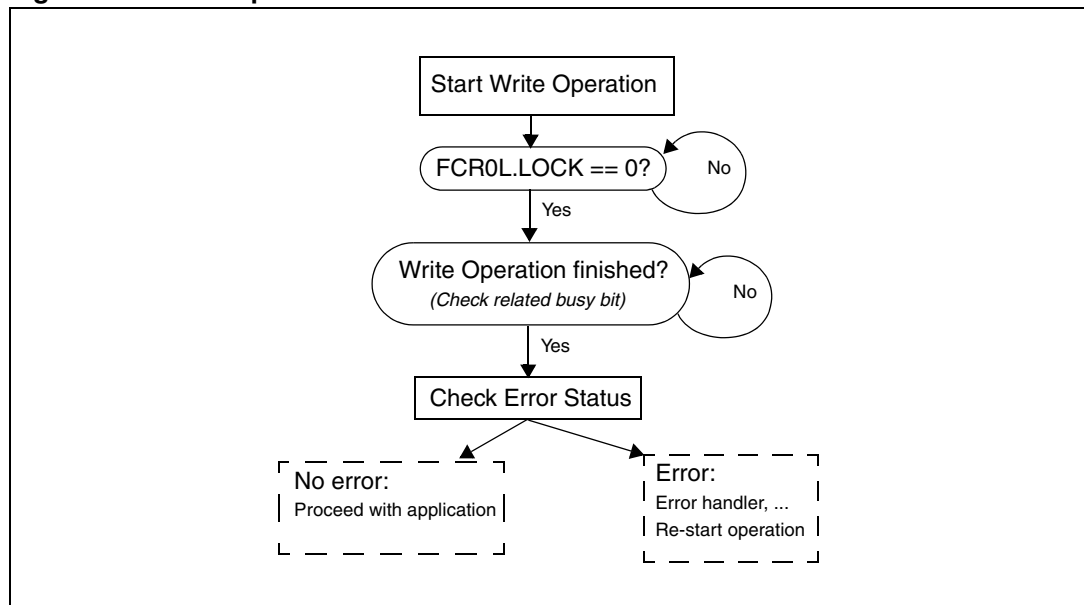 Start Write Operation
FCR0L.LOCK == 0?
No
Yes
Write Operation finished?
(Check related busy bit)
No
Yes
Check Error Status
No error:
Proceed with application
Error:
Error handler, ...
Re-start operation